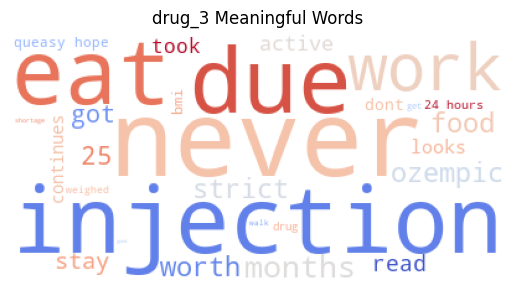 drug_3 Meaningful Words
queasy hope
took
active
eat
due
work
bmi
dont
get
24 hours
shortage
got
never
food
continues
25
looks
weighed
strict
ozempic
injection
walk
drug
stay
worth
months
read